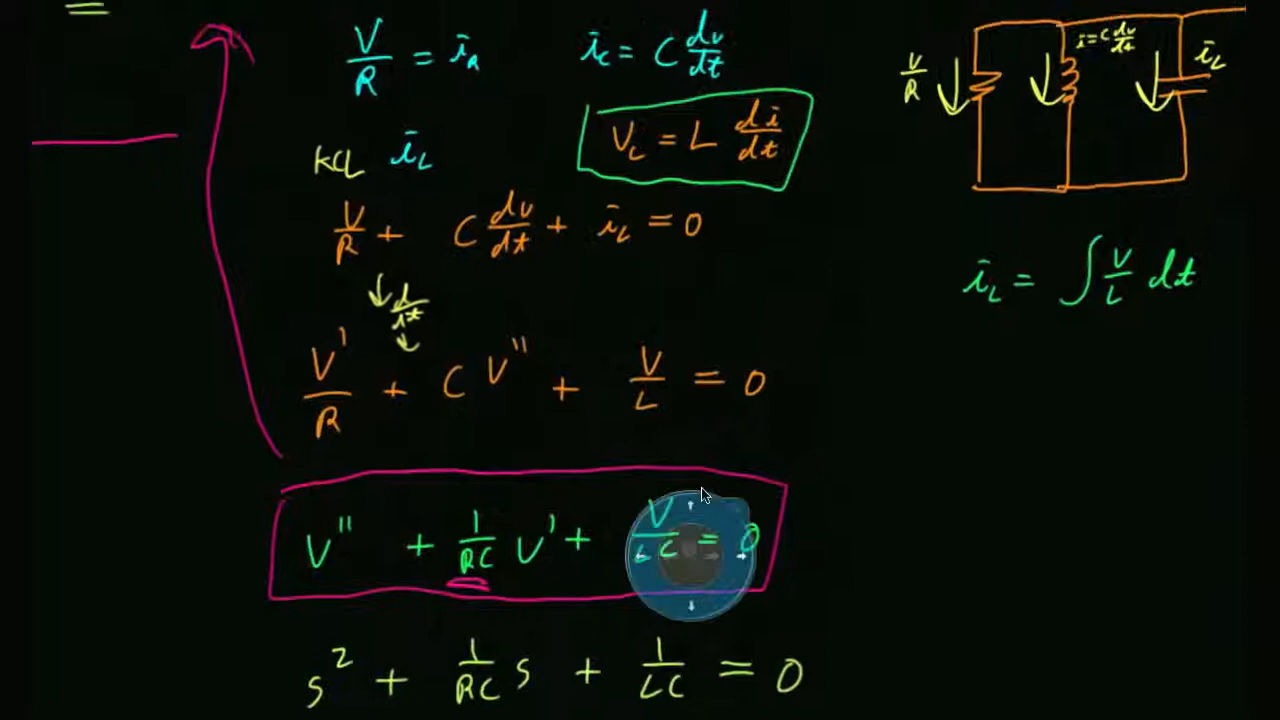 =
V/R = i_R    i_C = C dv/dt
V/R    i = C dv/dt    i_L
KCL i_L    V_L = L di/dt
V/R + C dv/dt + i_L = 0
i_L = ∫ V/L dt
↓ d/dt ↓
V'/R + C V'' + V/L = 0
V'' + 1/RC V' + V/LC = 0
s² + 1/RC s + 1/LC = 0